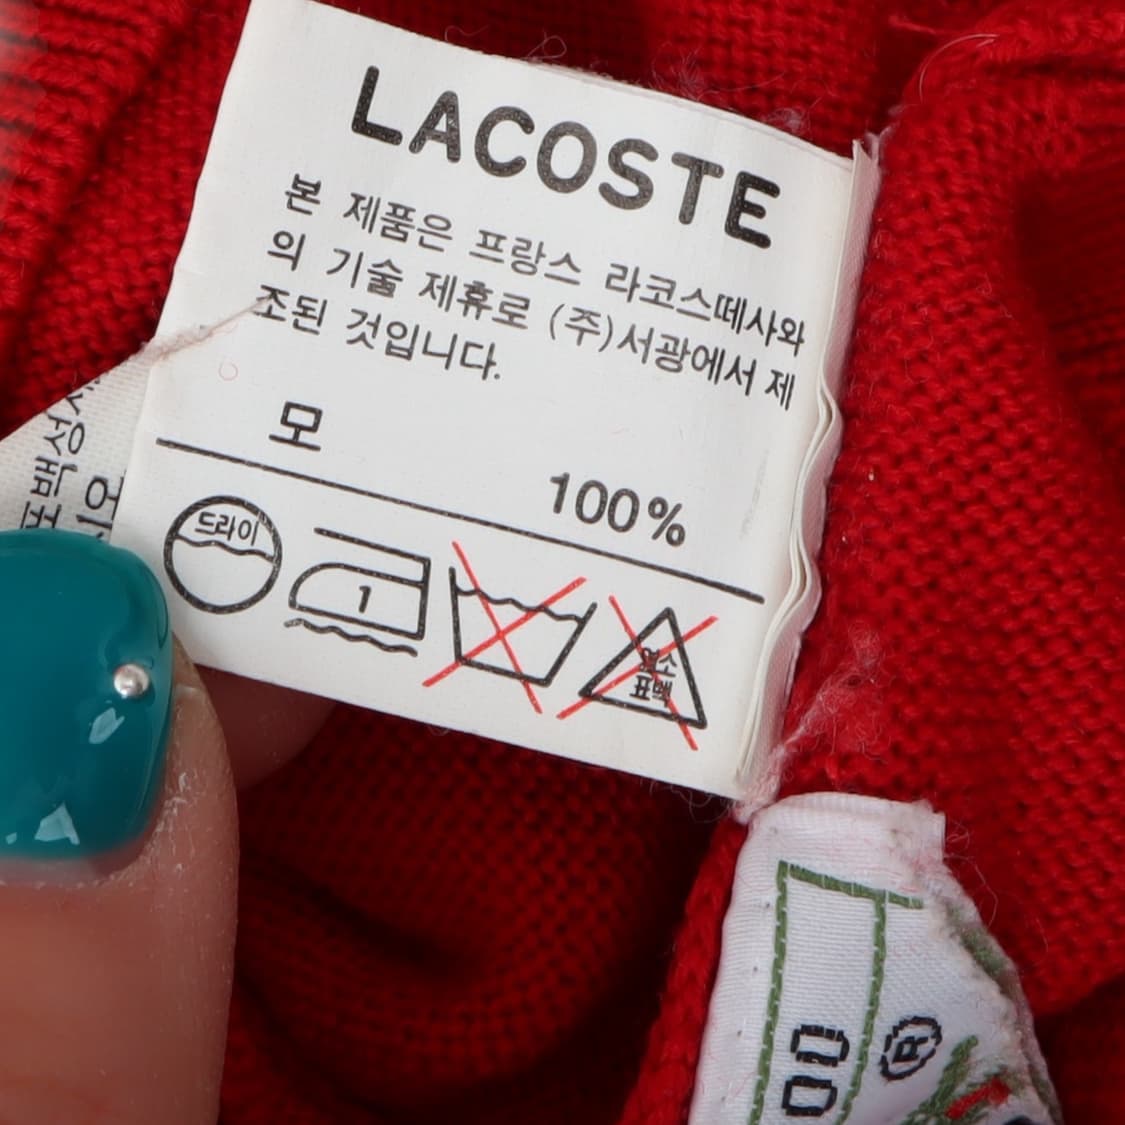 LACOSTE
본 제품은 프랑스 라코스떼사와
의 기술 제휴로 (주)서광에서 제
조된 것입니다.
모
100%
드라이
1
염소
표백
00
®